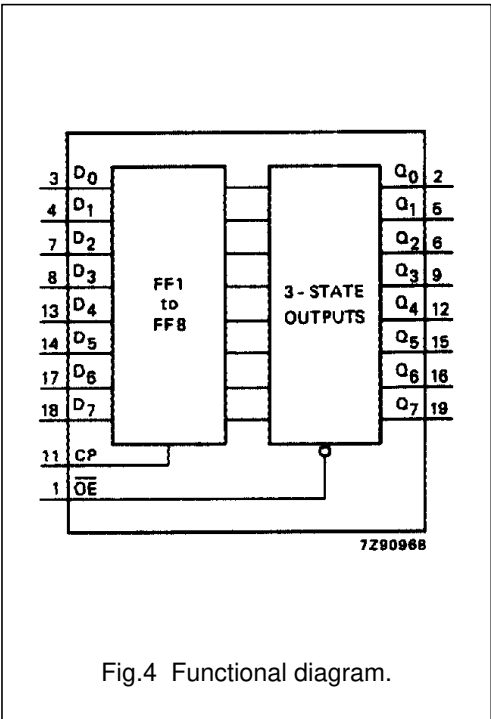 3 D0 Q0 2
4 D1 Q1 5
7 D2 Q2 6
8 D3 Q3 9
FF1
to
FF8
3-STATE
OUTPUTS
13 D4 Q4 12
14 D5 Q5 15
17 D6 Q6 16
18 D7 Q7 19
11 CP
1 OE
7Z90968
Fig.4 Functional diagram.